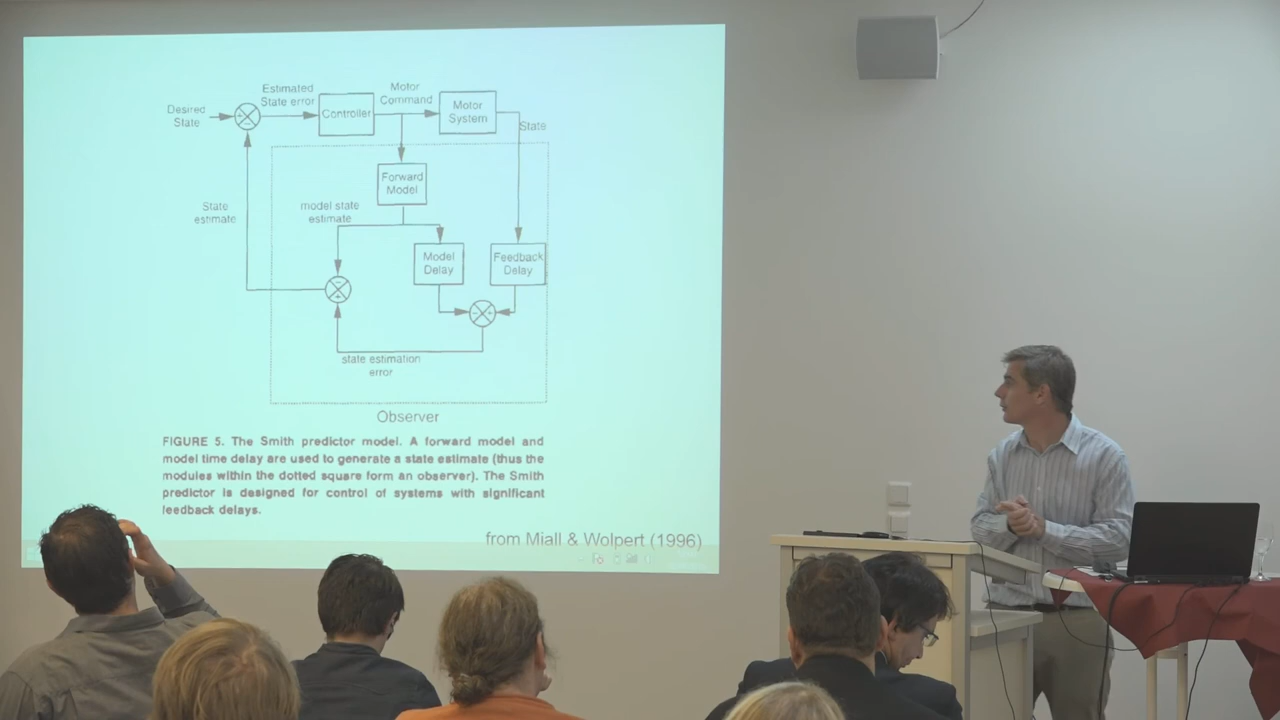 Desired
State
Estimated
State error
Controller
Motor
Command
Motor
System
State
Forward
Model
State
estimate
model state
estimate
Model
Delay
Feedback
Delay
state estimation
error
Observer
FIGURE 5. The Smith predictor model. A forward model and
model time delay are used to generate a state estimate (thus the
modules within the dotted square form an observer). The Smith
predictor is designed for control of systems with significant
feedback delays.
from Miall & Wolpert (1996)